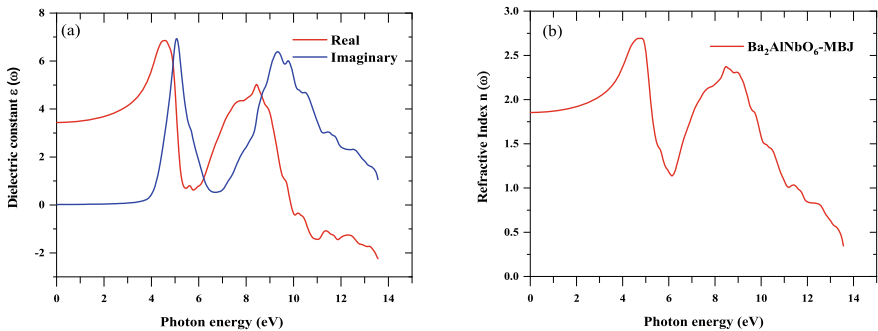 (a)
Real
Imaginary
Dielectric constant ε (ω)
8
6
4
2
0
-2
0 2 4 6 8 10 12 14
Photon energy (eV)
(b)
Ba₂AlNbO₆-MBJ
Refractive Index n (ω)
3.0
2.5
2.0
1.5
1.0
0.5
0.0
0 2 4 6 8 10 12 14
Photon energy (eV)